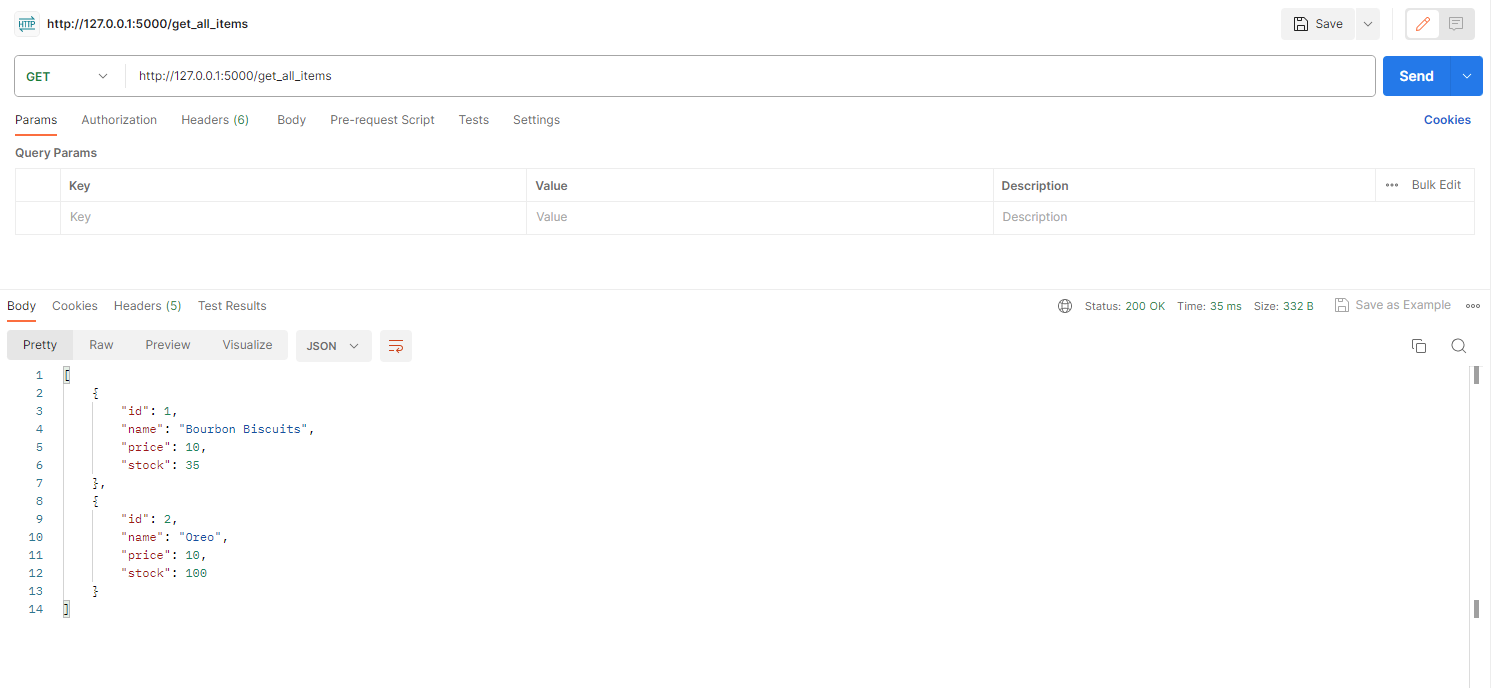 HTTP http://127.0.0.1:5000/get_all_items Save
GET http://127.0.0.1:5000/get_all_items Send
Params Authorization Headers (6) Body Pre-request Script Tests Settings Cookies
Query Params
Key Value Description ••• Bulk Edit
Key Value Description
Body Cookies Headers (5) Test Results Status: 200 OK Time: 35 ms Size: 332 B Save as Example
Pretty Raw Preview Visualize JSON
1 [
2 {
3 "id": 1,
4 "name": "Bourbon Biscuits",
5 "price": 10,
6 "stock": 35
7 },
8 {
9 "id": 2,
10 "name": "Oreo",
11 "price": 10,
12 "stock": 100
13 }
14 ]